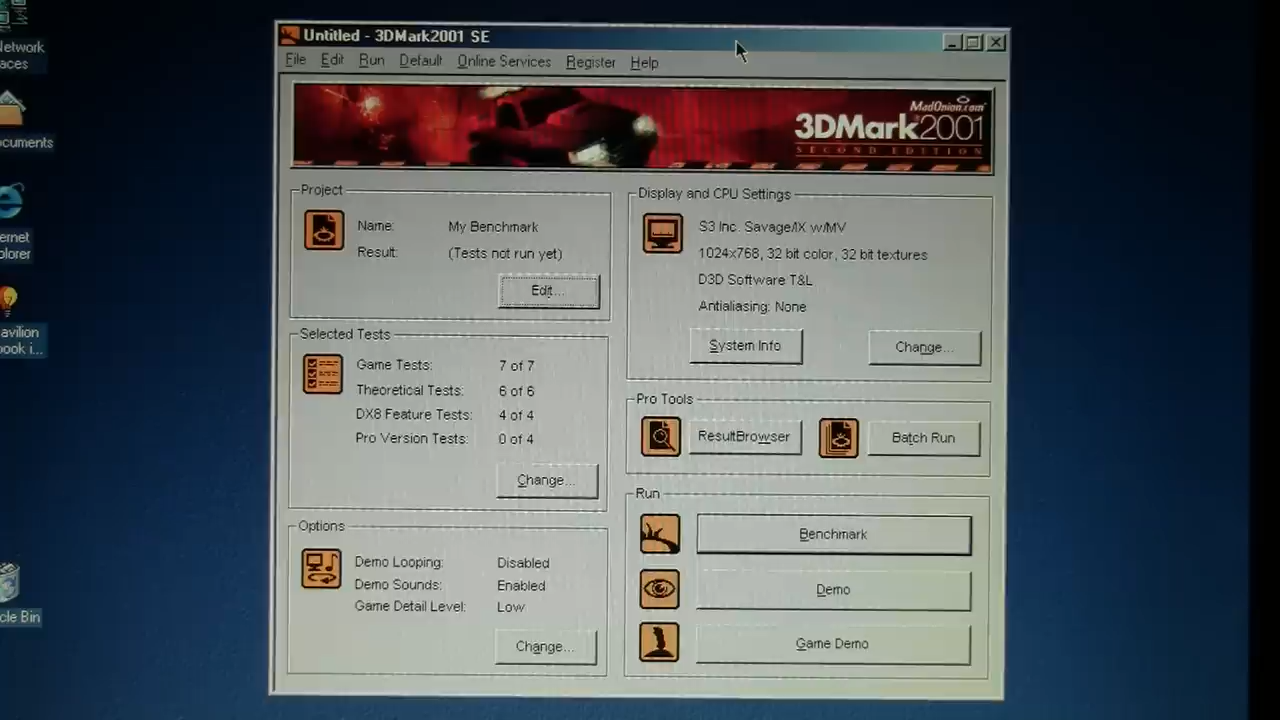 Untitled - 3DMark2001 SE
File Edit Run Default Online Services Register Help
MadOnion.com
3DMark®2001
SECOND EDITION
Project
Name: My Benchmark
Result: (Tests not run yet)
Edit...
Selected Tests
Game Tests: 7 of 7
Theoretical Tests: 6 of 6
DX8 Feature Tests: 4 of 4
Pro Version Tests: 0 of 4
Change...
Options
Demo Looping: Disabled
Demo Sounds: Enabled
Game Detail Level: Low
Change...
Display and CPU Settings
S3 Inc. Savage/IX w/MV
1024x768, 32 bit color, 32 bit textures
D3D Software T&L
Antialiasing: None
System Info
Change...
Pro Tools
ResultBrowser
Batch Run
Run
Benchmark
Demo
Game Demo
Network
aces
ocuments
ernet
plorer
avilion
book i...
cle Bin